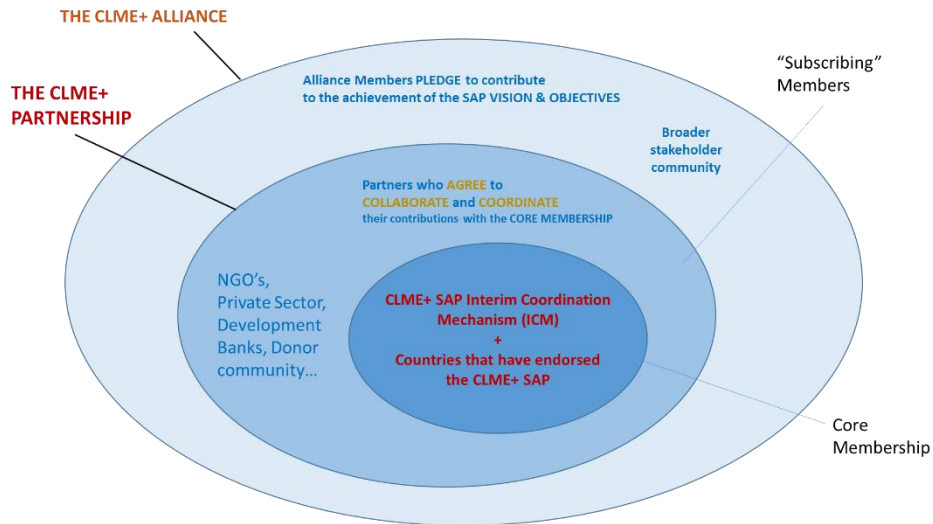 THE CLME+ ALLIANCE
"Subscribing"
Members
Alliance Members PLEDGE to contribute
to the achievement of the SAP VISION & OBJECTIVES
THE CLME+
PARTNERSHIP
Broader
stakeholder
community
Partners who AGREE to
COLLABORATE and COORDINATE
their contributions with the CORE MEMBERSHIP
NGO's,
Private Sector,
Development
Banks, Donor
community…
CLME+ SAP Interim Coordination
Mechanism (ICM)
+
Countries that have endorsed
the CLME+ SAP
Core
Membership